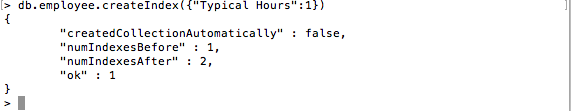 > db.employee.createIndex({"Typical Hours":1})
{
        "createdCollectionAutomatically" : false,
        "numIndexesBefore" : 1,
        "numIndexesAfter" : 2,
        "ok" : 1
}
>